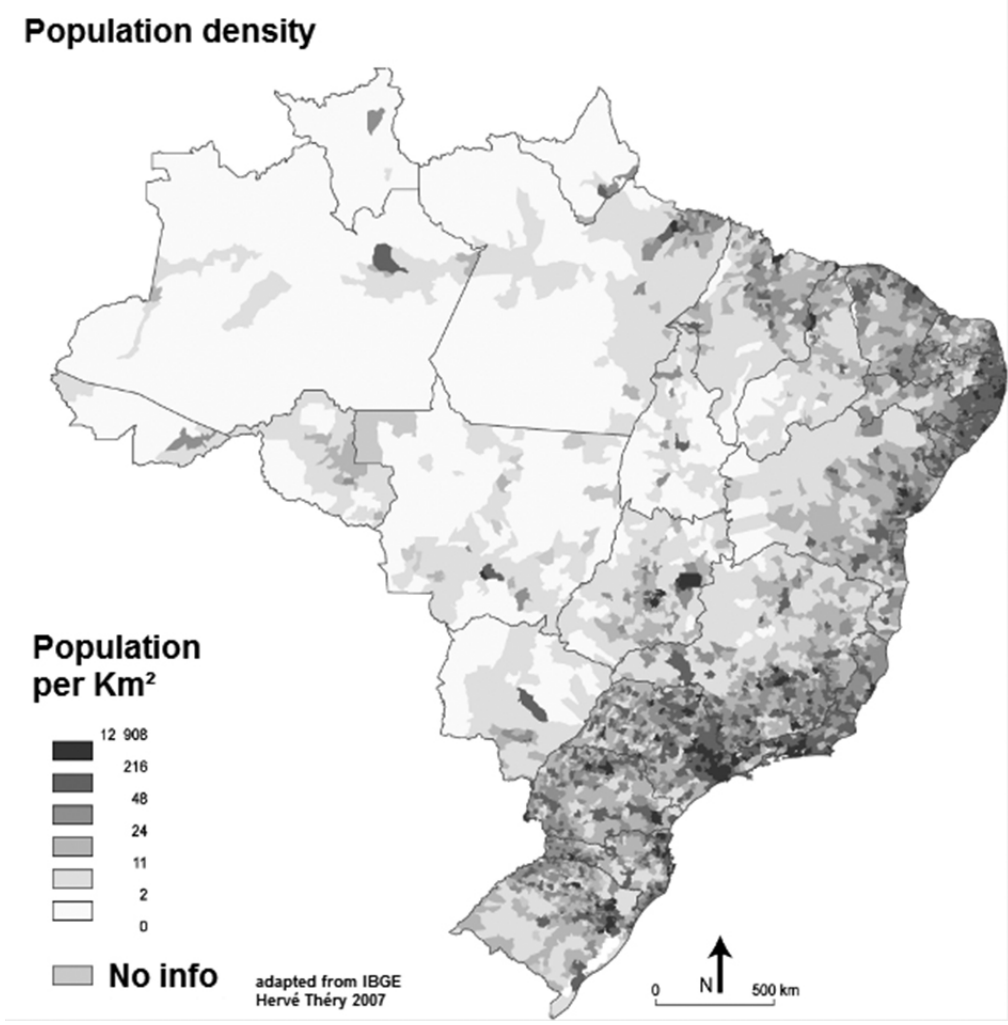 Population density
Population
per Km²
12 908
216
48
24
11
2
0
No info
adapted from IBGE
Hervé Théry 2007
N
0 500 km